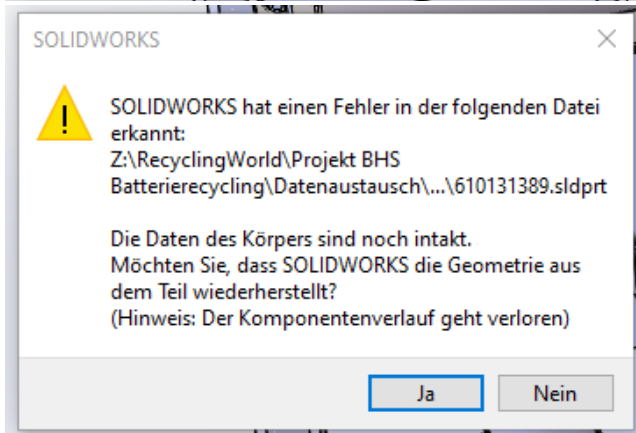 SOLIDWORKS
SOLIDWORKS hat einen Fehler in der folgenden Datei
erkannt:
Z:\RecyclingWorld\Projekt BHS
Batterierecycling\Datenaustausch\...\610131389.sldprt
Die Daten des Körpers sind noch intakt.
Möchten Sie, dass SOLIDWORKS die Geometrie aus
dem Teil wiederherstellt?
(Hinweis: Der Komponentenverlauf geht verloren)
Ja
Nein